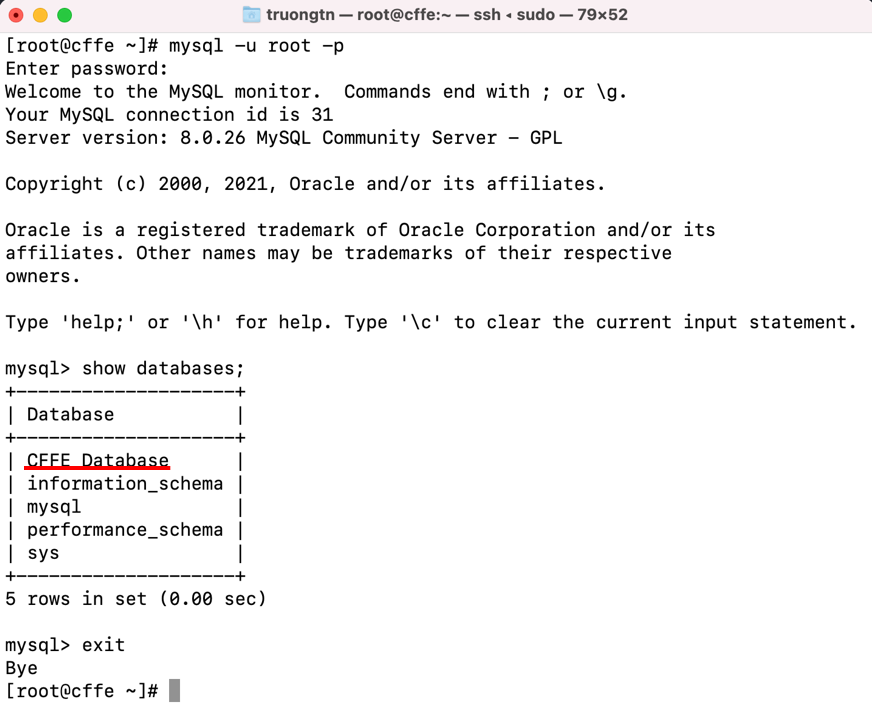 truongtn — root@cffe:~ — ssh ◂ sudo — 79×52
[root@cffe ~]# mysql -u root -p
Enter password:
Welcome to the MySQL monitor.  Commands end with ; or \g.
Your MySQL connection id is 31
Server version: 8.0.26 MySQL Community Server - GPL

Copyright (c) 2000, 2021, Oracle and/or its affiliates.

Oracle is a registered trademark of Oracle Corporation and/or its
affiliates. Other names may be trademarks of their respective
owners.

Type 'help;' or '\h' for help. Type '\c' to clear the current input statement.

mysql> show databases;
+--------------------+
| Database           |
+--------------------+
| CFFE_Database      |
| information_schema |
| mysql              |
| performance_schema |
| sys                |
+--------------------+
5 rows in set (0.00 sec)

mysql> exit
Bye
[root@cffe ~]#